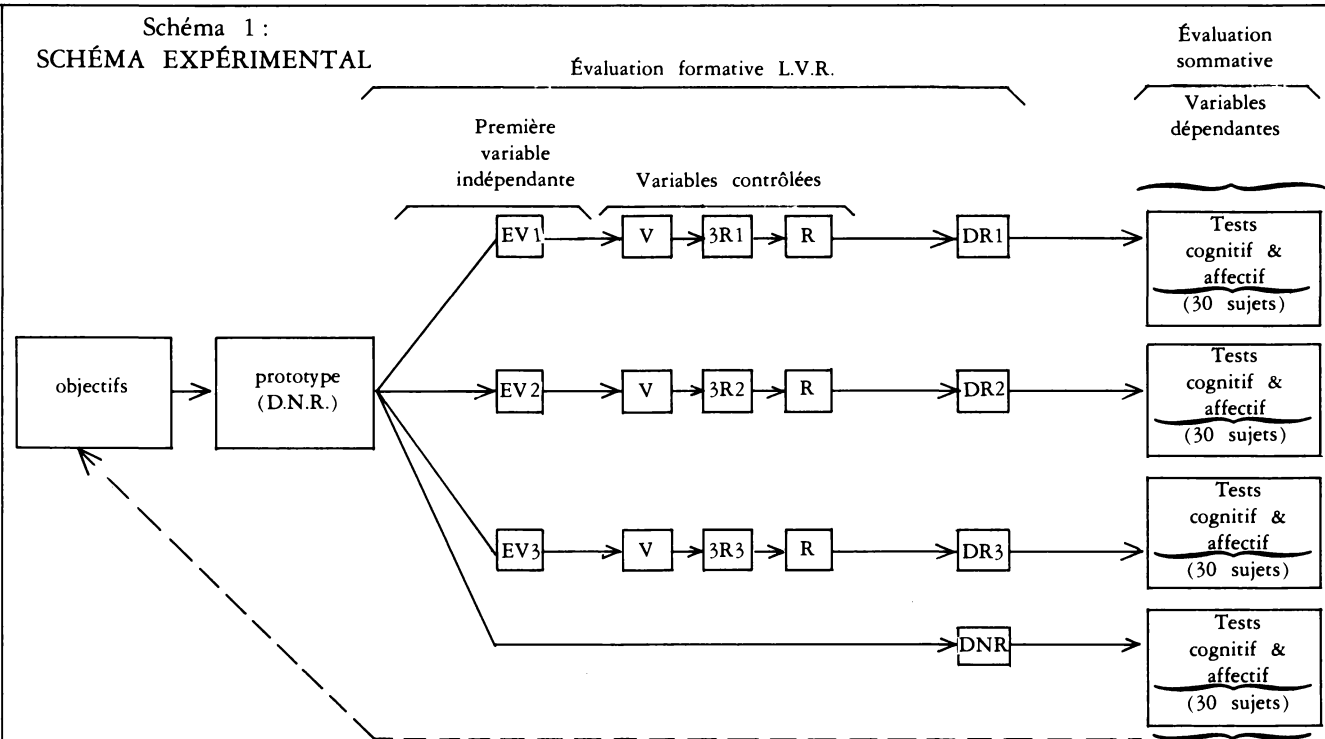 Schéma 1 :
SCHÉMA EXPÉRIMENTAL
Évaluation formative L.V.R.
Évaluation
sommative
Variables
dépendantes
Première
variable
indépendante
Variables contrôlées
EV1
V
3R1
R
DR1
Tests
cognitif &
affectif
(30 sujets)
objectifs
prototype
(D.N.R.)
EV2
V
3R2
R
DR2
Tests
cognitif &
affectif
(30 sujets)
EV3
V
3R3
R
DR3
Tests
cognitif &
affectif
(30 sujets)
DNR
Tests
cognitif &
affectif
(30 sujets)